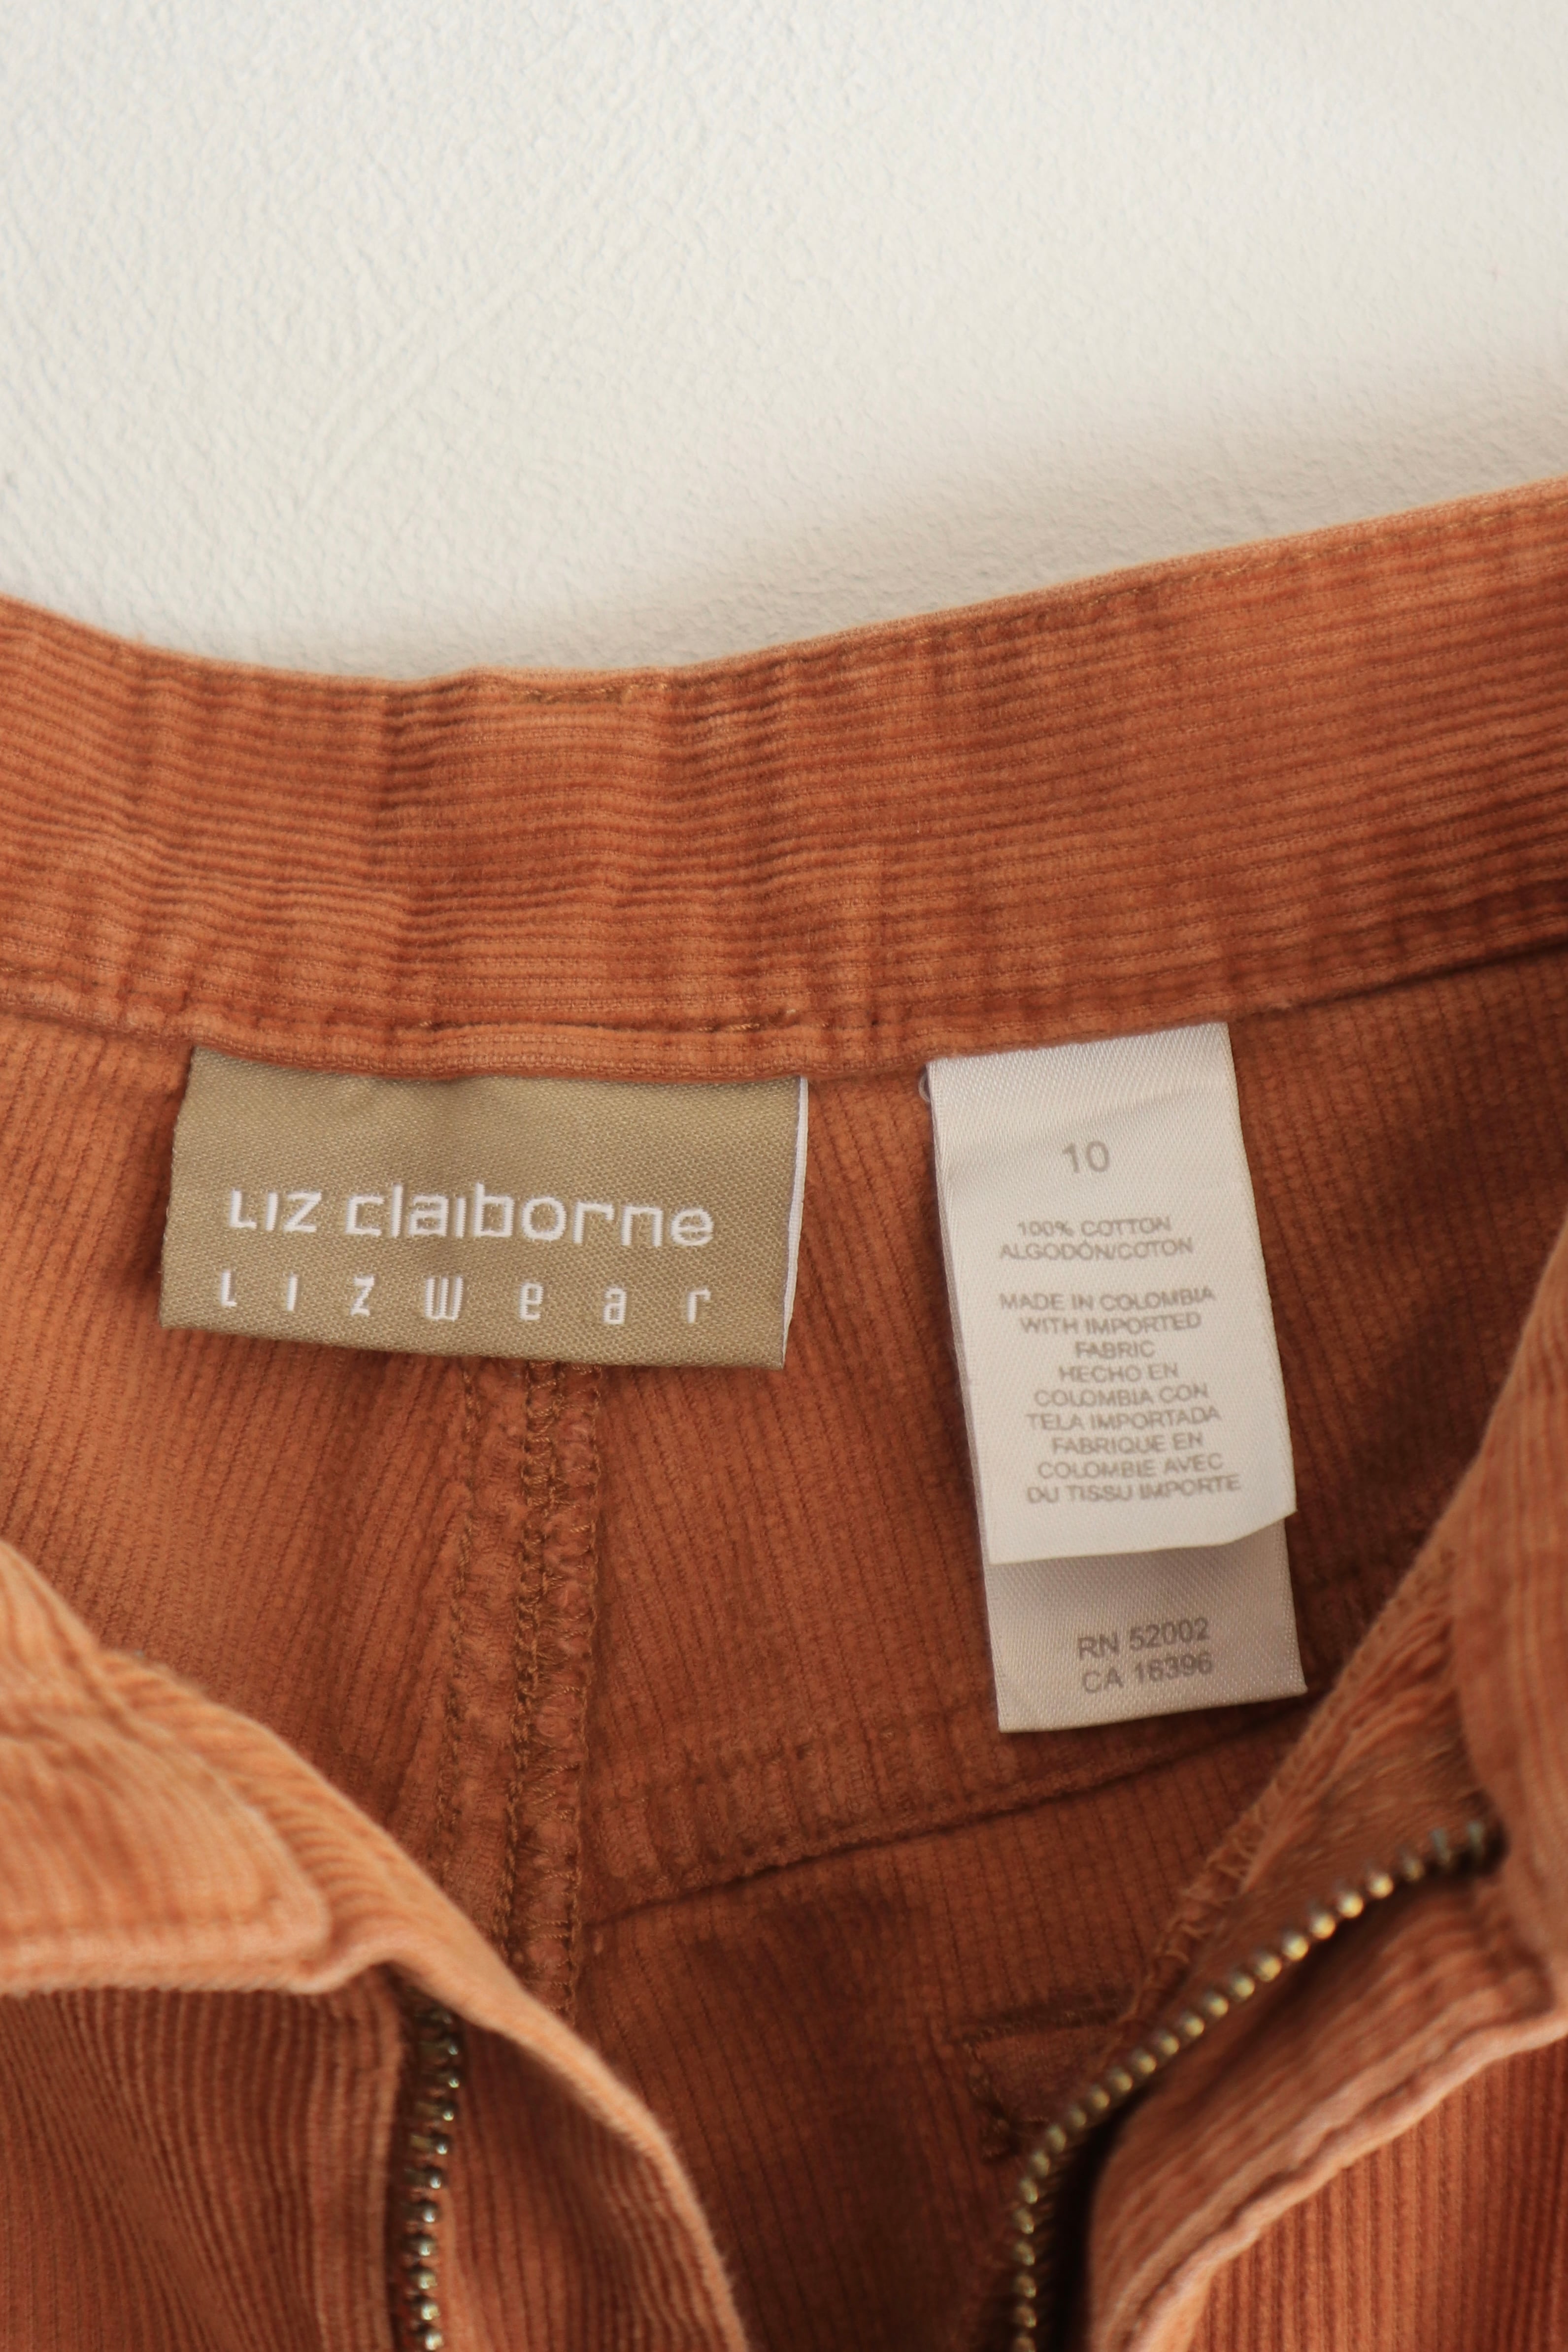 LIZ claiborne
LIZwear
10
100% COTTON
ALGODÓN/COTON
MADE IN COLOMBIA
WITH IMPORTED
FABRIC
HECHO EN
COLOMBIA CON
TELA IMPORTADA
FABRIQUE EN
COLOMBIE AVEC
DU TISSU IMPORTE
RN 52002
CA 16396